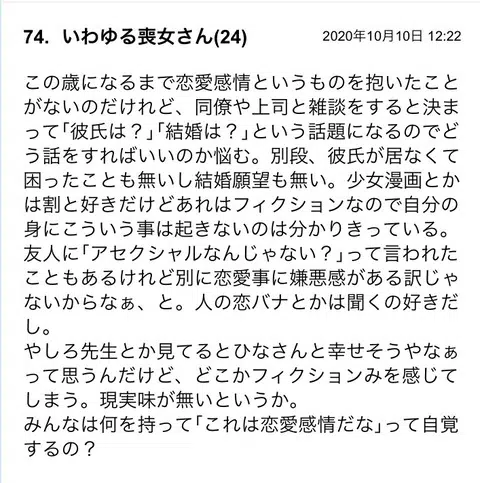 74. いわゆる喪女さん(24)
2020年10月10日 12:22
この歳になるまで恋愛感情というものを抱いたこと
がないのだけれど、同僚や上司と雑談をすると決ま
って｢彼氏は？｣｢結婚は？｣という話題になるのでど
う話をすればいいのか悩む。別段、彼氏が居なくて
困ったことも無いし結婚願望も無い。少女漫画とか
は割と好きだけどあれはフィクションなので自分の
身にこういう事は起きないのは分かりきっている。
友人に｢アセクシャルなんじゃない？｣って言われた
こともあるけれど別に恋愛事に嫌悪感がある訳じゃ
ないからなぁ、と。人の恋バナとかは聞くの好きだ
し。
やしろ先生とか見てるとひなさんと幸せそうやなぁ
って思うんだけど、どこかフィクションみを感じて
しまう。現実味が無いというか。
みんなは何を持って｢これは恋愛感情だな｣って自覚
するの？